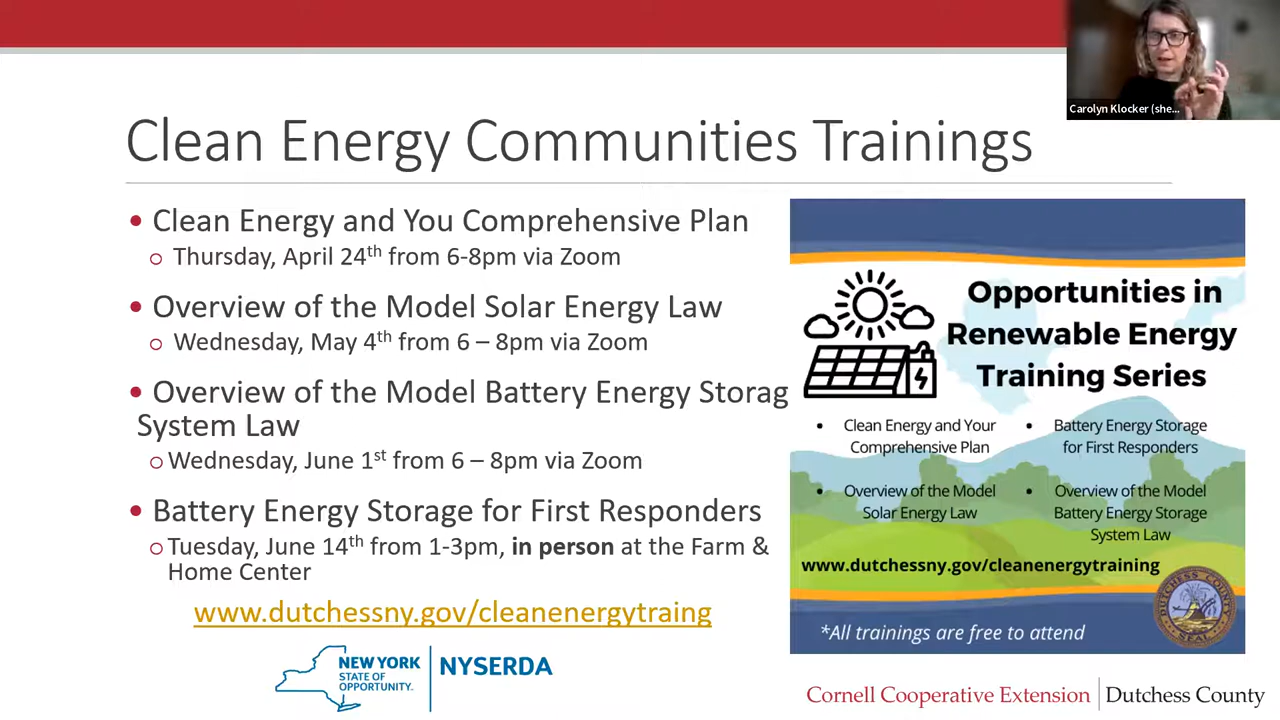 Carolyn Klocker (she...
Clean Energy Communities Trainings
• Clean Energy and You Comprehensive Plan
o Thursday, April 24th from 6-8pm via Zoom
• Overview of the Model Solar Energy Law
o Wednesday, May 4th from 6 – 8pm via Zoom
• Overview of the Model Battery Energy Storag
System Law
o Wednesday, June 1st from 6 – 8pm via Zoom
• Battery Energy Storage for First Responders
o Tuesday, June 14th from 1-3pm, in person at the Farm &
Home Center
www.dutchessny.gov/cleanenergytraing
NEW YORK
STATE OF
OPPORTUNITY.
NYSERDA
Opportunities in
Renewable Energy
Training Series
• Clean Energy and Your
Comprehensive Plan
• Overview of the Model
Solar Energy Law
• Battery Energy Storage
for First Responders
• Overview of the Model
Battery Energy Storage
System Law
www.dutchessny.gov/cleanenergytraining
*All trainings are free to attend
DUTCHESS COUNTY
SEAL
Cornell Cooperative Extension | Dutchess County